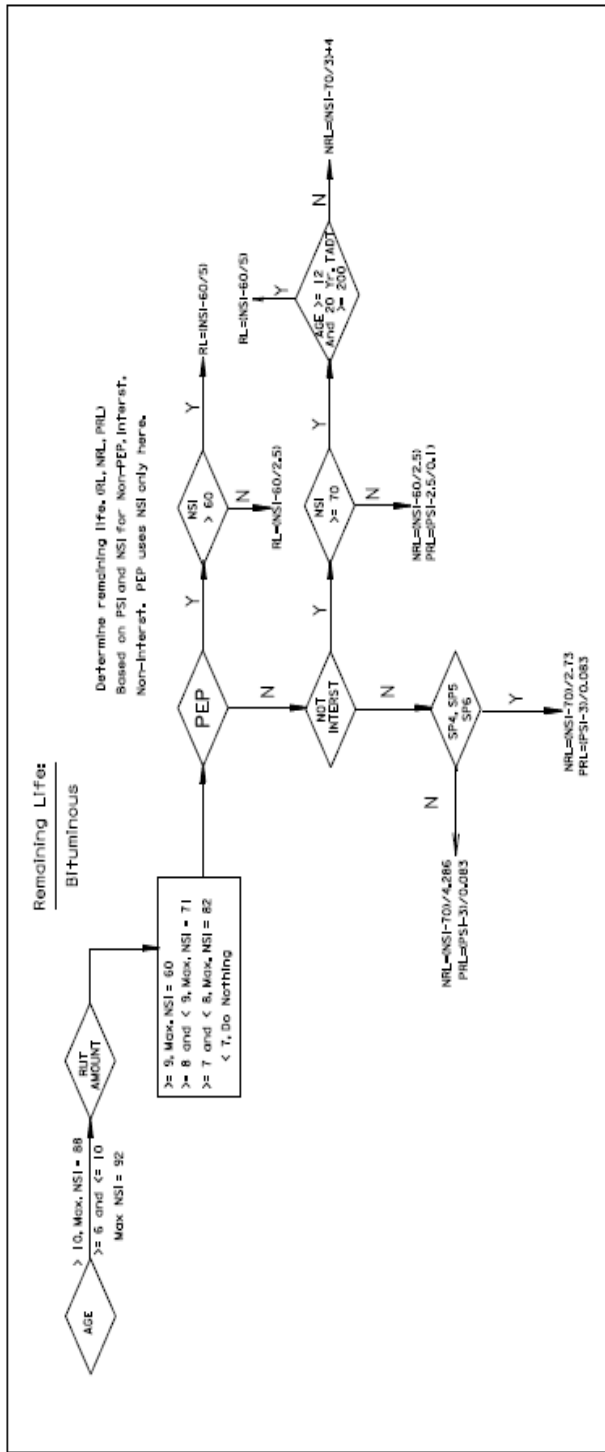 Remaining Life:
Bituminous
AGE
> 10, Max. NSI = 88
>= 6 and <= 10
Max NSI = 92
RUT
AMOUNT
>= 9, Max. NSI = 60
>= 8 and < 9, Max. NSI = 71
>= 7 and < 8, Max. NSI = 82
< 7, Do Nothing
Determine remaining life. (RL, NRL, PRL)
Based on PSI and NSI for Non-PEP, Interst.
Non-Interst. PEP uses NSI only here.
PEP
Y
NSI
> 60
Y
RL=(NSI-60/5)
N
RL=(NSI-60/2.5)
N
NOT
INTERST
Y
NSI
>= 70
Y
AGE >= 12
And 20 Yr. TADT
>= 200
Y
RL=(NSI-60/5)
N
NRL=(NSI-70/3)+4
N
NRL=(NSI-60/2.5)
PRL=(PSI-2.5/0.1)
N
SP4, SP5
SP6
N
NRL=(NSI-70)/4.286
PRL=(PSI-3)/0.083
Y
NRL=(NSI-70)/2.73
PRL=(PSI-3)/0.083